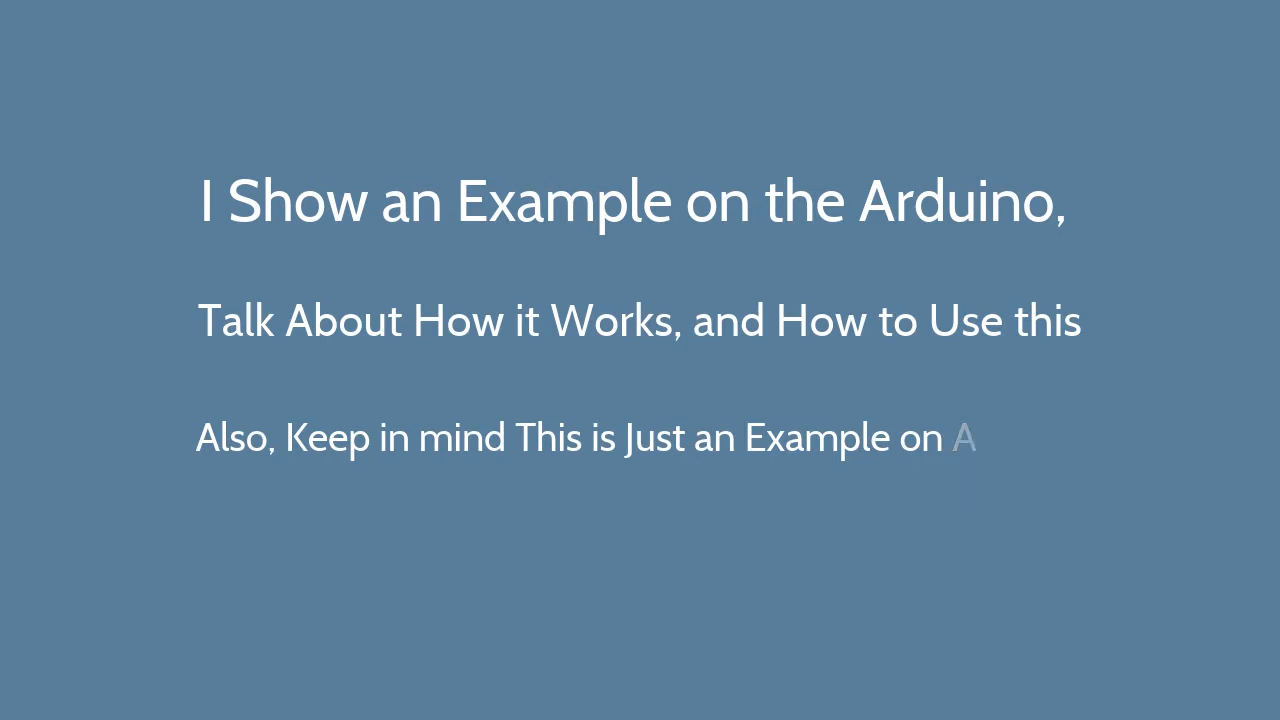 I Show an Example on the Arduino,
Talk About How it Works, and How to Use this
Also, Keep in mind This is Just an Example on A